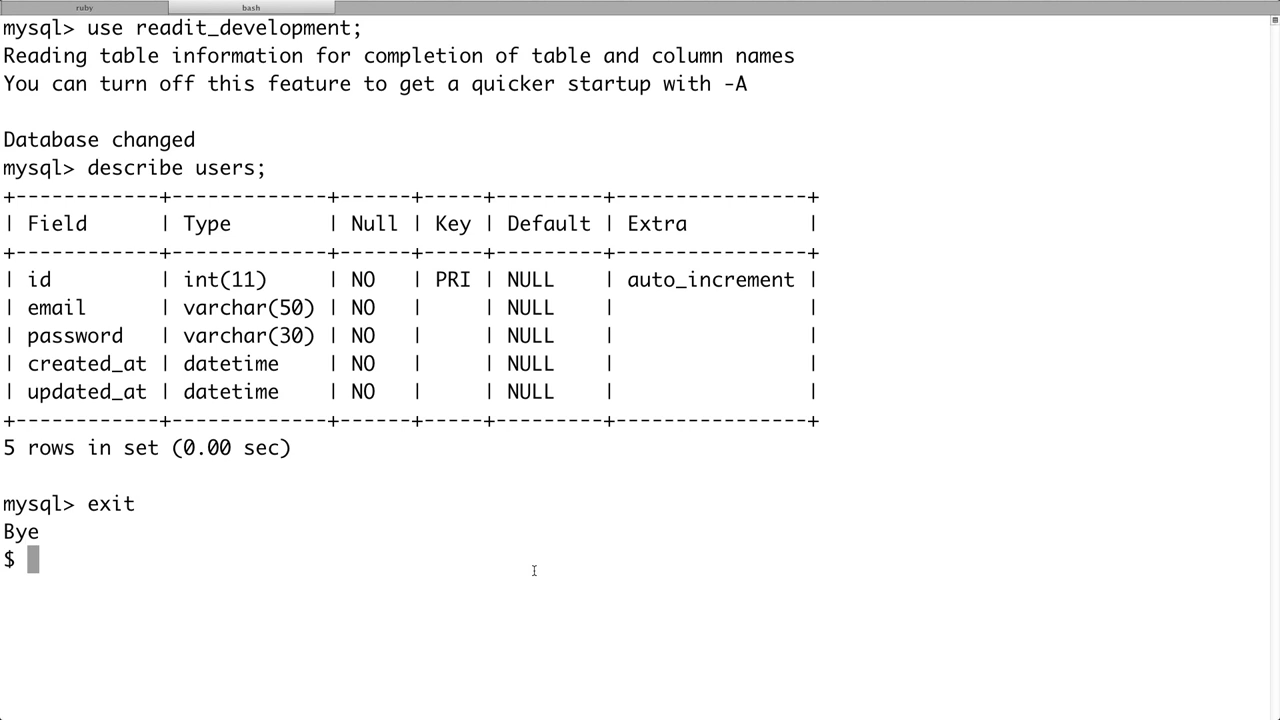 ruby bash
mysql> use readit_development;
Reading table information for completion of table and column names
You can turn off this feature to get a quicker startup with -A
Database changed
mysql> describe users;
+------------+-------------+------+-----+---------+----------------+
| Field      | Type        | Null | Key | Default | Extra          |
+------------+-------------+------+-----+---------+----------------+
| id         | int(11)     | NO   | PRI | NULL    | auto_increment |
| email      | varchar(50) | NO   |     | NULL    |                |
| password   | varchar(30) | NO   |     | NULL    |                |
| created_at | datetime    | NO   |     | NULL    |                |
| updated_at | datetime    | NO   |     | NULL    |                |
+------------+-------------+------+-----+---------+----------------+
5 rows in set (0.00 sec)
mysql> exit
Bye
$